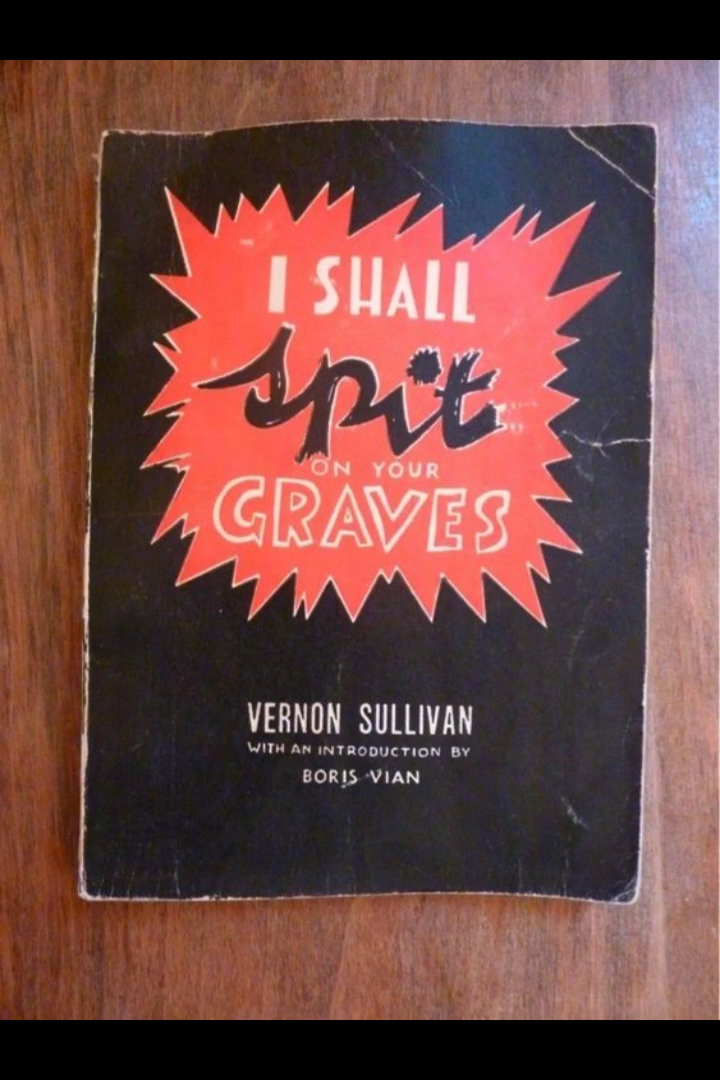 I SHALL
spit
ON YOUR
GRAVES
VERNON SULLIVAN
WITH AN INTRODUCTION BY
BORIS VIAN